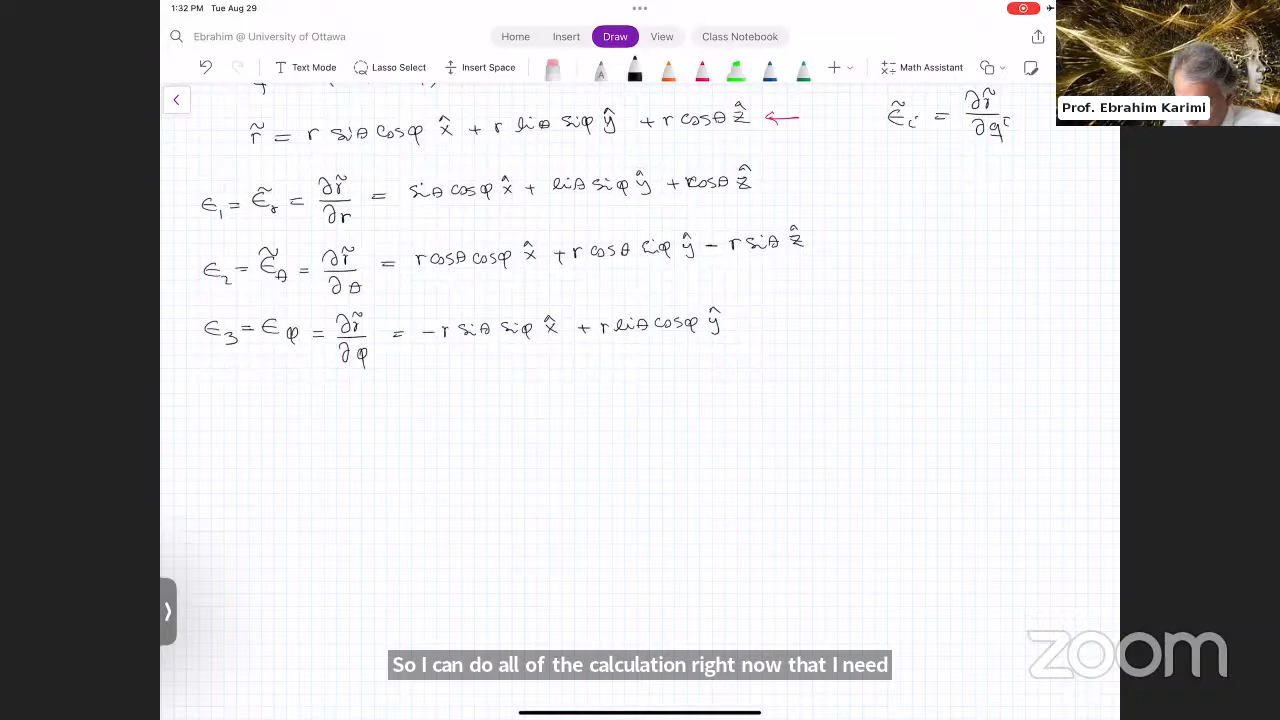 1:32 PM Tue Aug 29
Ebrahim @ University of Ottawa
Home Insert Draw View Class Notebook
Text Mode Lasso Select Insert Space Math Assistant
Prof. Ebrahim Karimi
r̃ = r sinθ cosφ x̂ + r sinθ sinφ ŷ + r cosθ ẑ ←
ϵ̃ᵢ = ∂r̃/∂qⁱ
ϵ₁ = ϵ̃ᵣ = ∂r̃/∂r = sinθ cosφ x̂ + sinθ sinφ ŷ + cosθ ẑ
ϵ₂ = ϵ̃_θ = ∂r̃/∂θ = r cosθ cosφ x̂ + r cosθ sinφ ŷ − r sinθ ẑ
ϵ₃ = ϵ_φ = ∂r̃/∂φ = −r sinθ sinφ x̂ + r sinθ cosφ ŷ
So I can do all of the calculation right now that I need
zoom